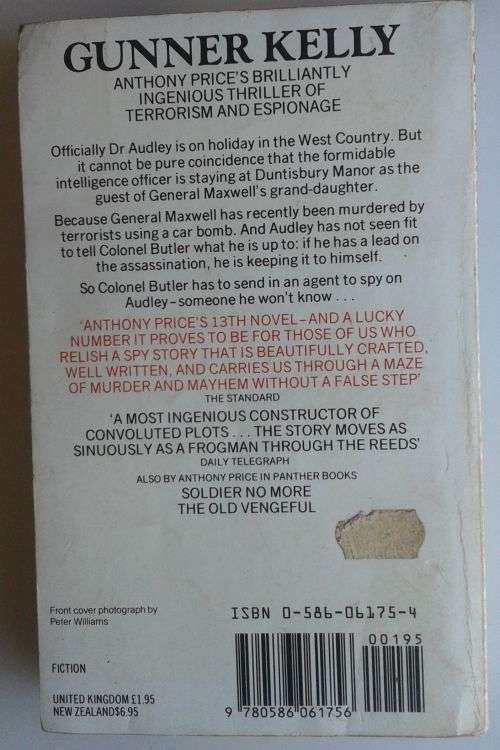 GUNNER KELLY
ANTHONY PRICE'S BRILLIANTLY
INGENIOUS THRILLER OF
TERRORISM AND ESPIONAGE
Officially Dr Audley is on holiday in the West Country. But
it cannot be pure coincidence that the formidable
intelligence officer is staying at Duntisbury Manor as the
guest of General Maxwell's grand-daughter.
Because General Maxwell has recently been murdered by
terrorists using a car bomb. And Audley has not seen fit
to tell Colonel Butler what he is up to: if he has a lead on
the assassination, he is keeping it to himself.
So Colonel Butler has to send in an agent to spy on
Audley – someone he won't know . . .
'ANTHONY PRICE'S 13TH NOVEL – AND A LUCKY
NUMBER IT PROVES TO BE FOR THOSE OF US WHO
RELISH A SPY STORY THAT IS BEAUTIFULLY CRAFTED,
WELL WRITTEN, AND CARRIES US THROUGH A MAZE
OF MURDER AND MAYHEM WITHOUT A FALSE STEP'
THE STANDARD
'A MOST INGENIOUS CONSTRUCTOR OF
CONVOLUTED PLOTS . . . THE STORY MOVES AS
SINUOUSLY AS A FROGMAN THROUGH THE REEDS'
DAILY TELEGRAPH
ALSO BY ANTHONY PRICE IN PANTHER BOOKS
SOLDIER NO MORE
THE OLD VENGEFUL
Front cover photograph by
Peter Williams
ISBN 0-586-06175-4
00195
FICTION
UNITED KINGDOM £1.95
NEW ZEALAND $6.95
9 780586 061756